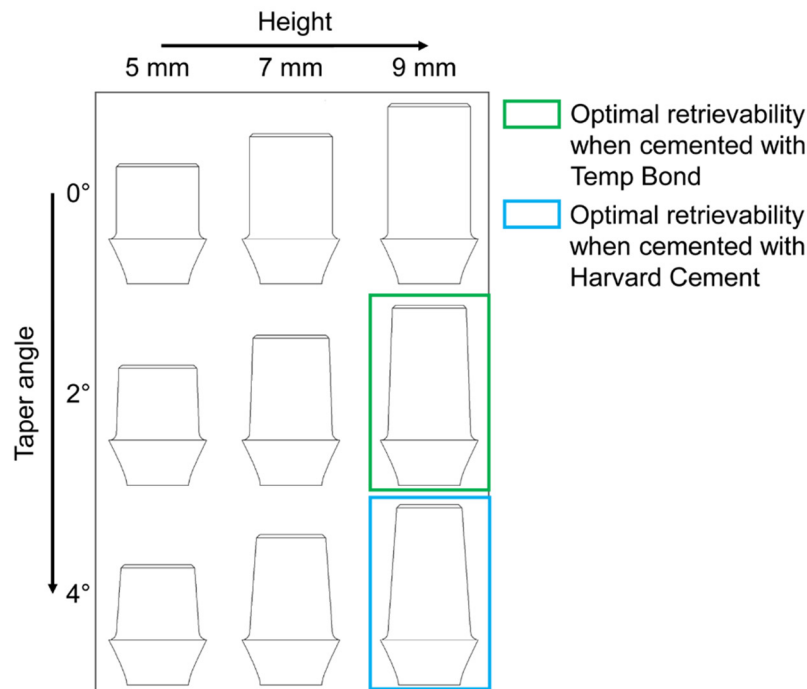 Height
5 mm
7 mm
9 mm
Taper angle
0°
2°
4°
Optimal retrievability
when cemented with
Temp Bond
Optimal retrievability
when cemented with
Harvard Cement